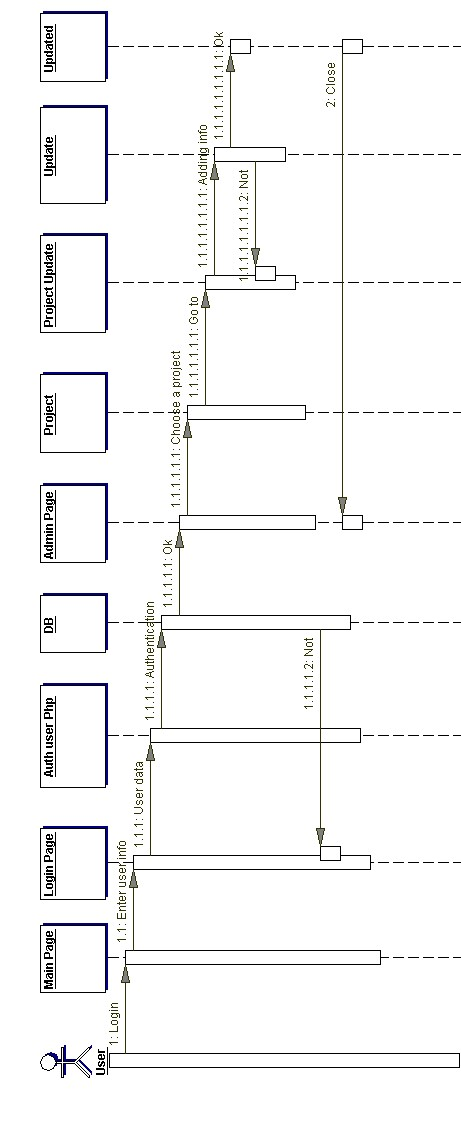 User
Main Page
Login Page
Auth user Php
DB
Admin Page
Project
Project Update
Update
Updated
1: Login
1.1: Enter user info
1.1.1: User data
1.1.1.1: Authentication
1.1.1.1.1: Ok
1.1.1.1.1.1: Choose a project
1.1.1.1.1.1.1: Go to
1.1.1.1.1.1.1.1: Adding info
1.1.1.1.1.1.1.1.1: Ok
1.1.1.1.1.1.1.1.2: Not
1.1.1.1.2: Not
2: Close